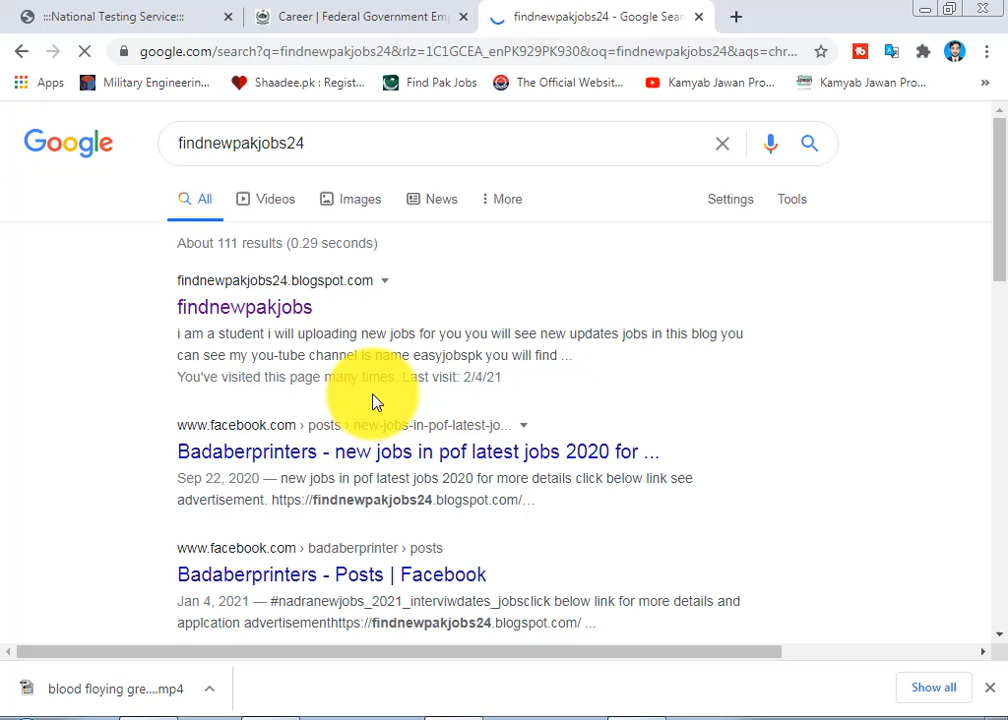 :::National Testing Service:::
Career | Federal Government Emp
findnewpakjobs24 - Google Sear
google.com/search?q=findnewpakjobs24&rlz=1C1GCEA_enPK929PK930&oq=findnewpakjobs24&aqs=chr...
Apps
Military Engineerin...
Shaadee.pk : Regist...
Find Pak Jobs
The Official Website...
Kamyab Jawan Pro...
Kamyab Jawan Pro...
Google
findnewpakjobs24
All
Videos
Images
News
More
Settings
Tools
About 111 results (0.29 seconds)
findnewpakjobs24.blogspot.com
findnewpakjobs
i am a student i will uploading new jobs for you you will see new updates jobs in this blog you
can see my you-tube channel is name easyjobspk you will find ...
You've visited this page many times. Last visit: 2/4/21
www.facebook.com › posts › new-jobs-in-pof-latest-jo...
Badaberprinters - new jobs in pof latest jobs 2020 for ...
Sep 22, 2020 — new jobs in pof latest jobs 2020 for more details click below link see
advertisement. https://findnewpakjobs24.blogspot.com/...
www.facebook.com › badaberprinter › posts
Badaberprinters - Posts | Facebook
Jan 4, 2021 — #nadranewjobs_2021_interviwdates_jobsclick below link for more details and
applcation advertisementhttps://findnewpakjobs24.blogspot.com/ ...
blood floying gre....mp4
Show all